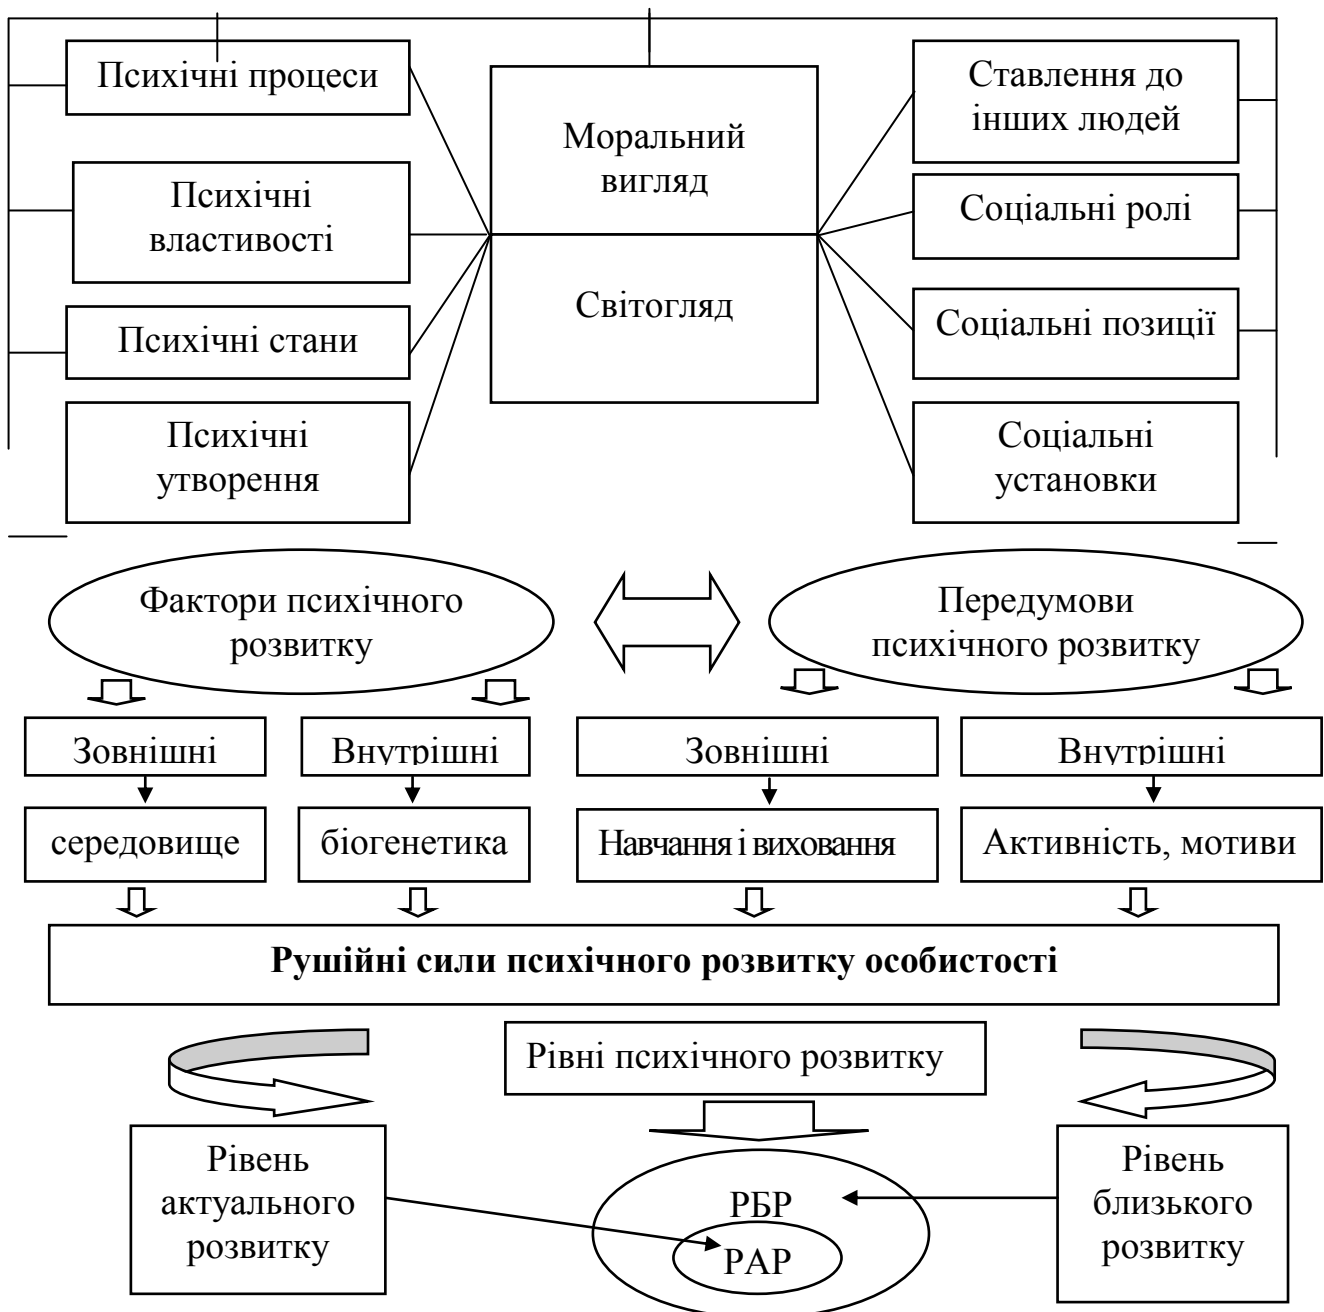 Психічні процеси
Моральний
вигляд
Ставлення до
інших людей
Психічні
властивості
Соціальні ролі
Світогляд
Психічні стани
Соціальні позиції
Психічні
утворення
Соціальні
установки
Фактори психічного
розвитку
Передумови
психічного розвитку
Зовнішні
Внутрішні
Зовнішні
Внутрішні
середовище
біогенетика
Навчання і виховання
Активність, мотиви
Рушійні сили психічного розвитку особистості
Рівні психічного розвитку
Рівень
актуального
розвитку
РБР
РАР
Рівень
близького
розвитку